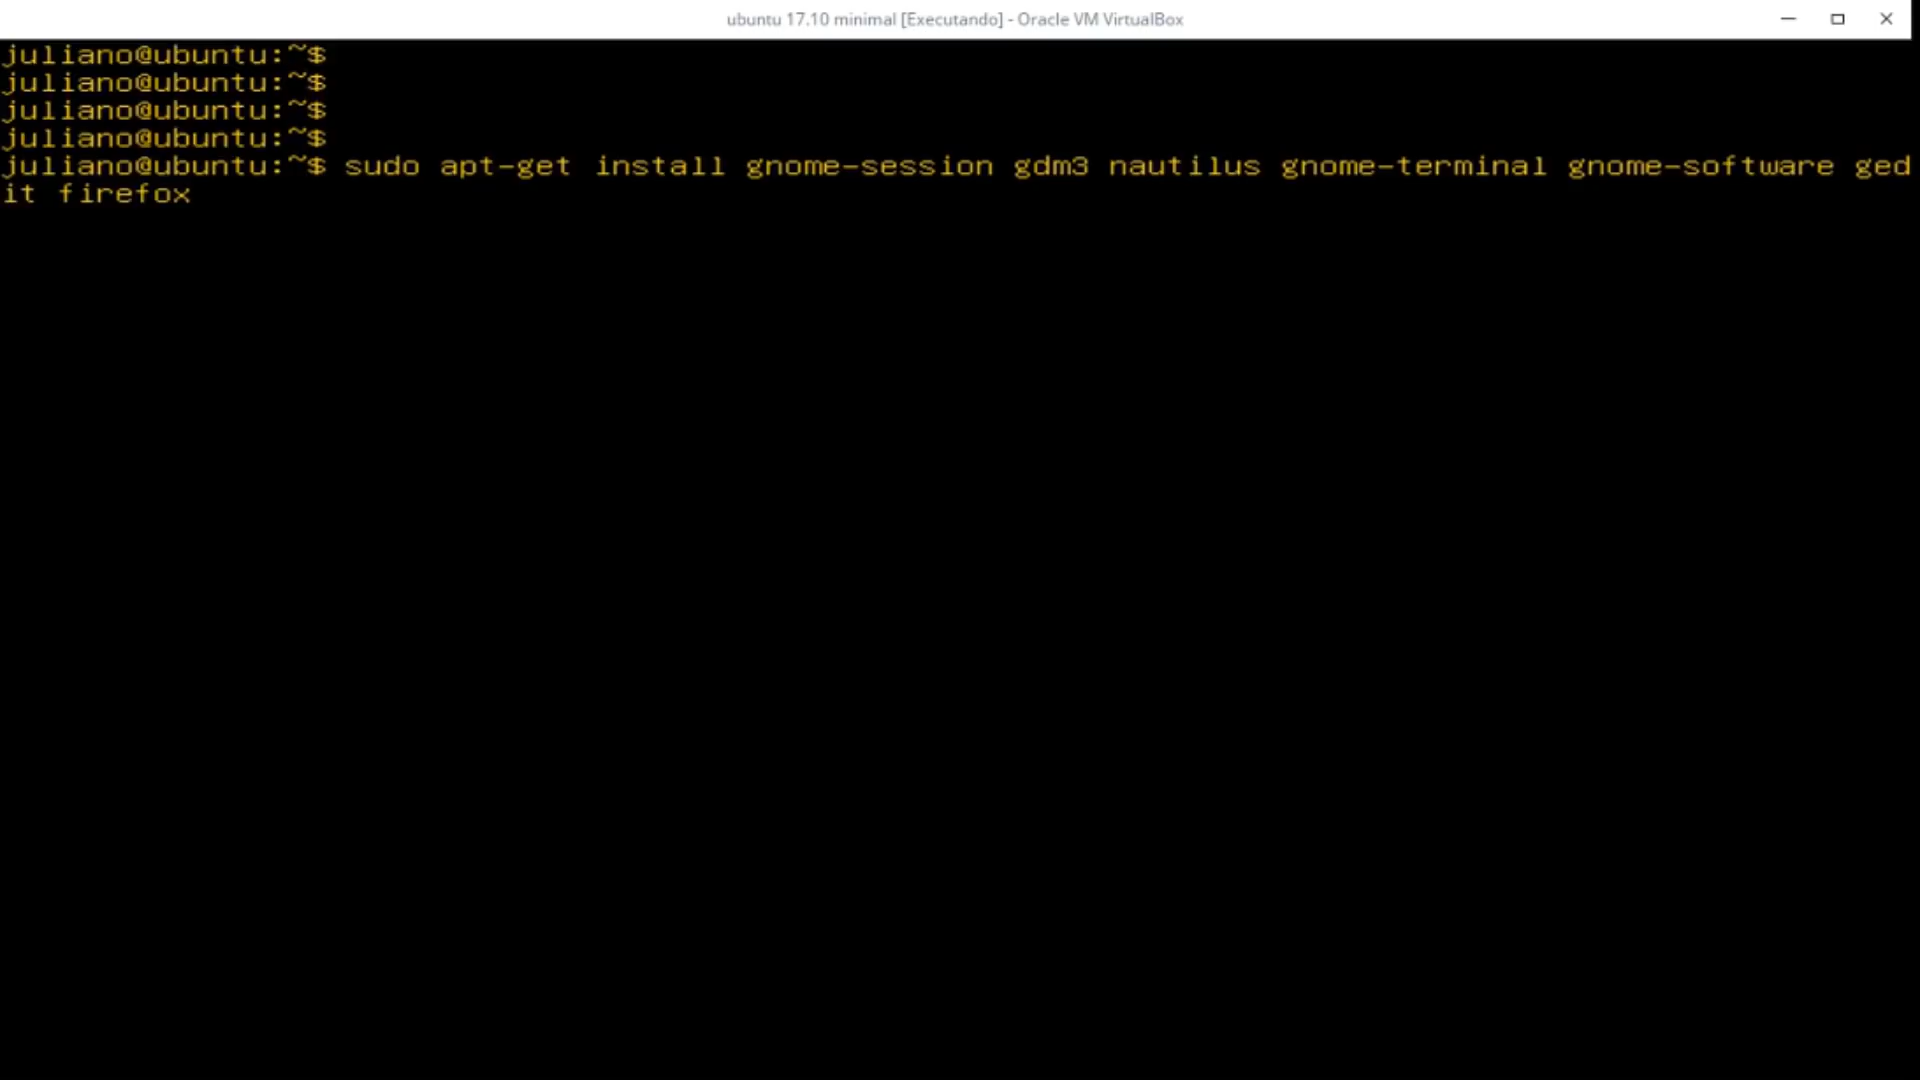 ubuntu 17.10 minimal [Executando] - Oracle VM VirtualBox
juliano@ubuntu:~$
juliano@ubuntu:~$
juliano@ubuntu:~$
juliano@ubuntu:~$
juliano@ubuntu:~$ sudo apt-get install gnome-session gdm3 nautilus gnome-terminal gnome-software ged
it firefox